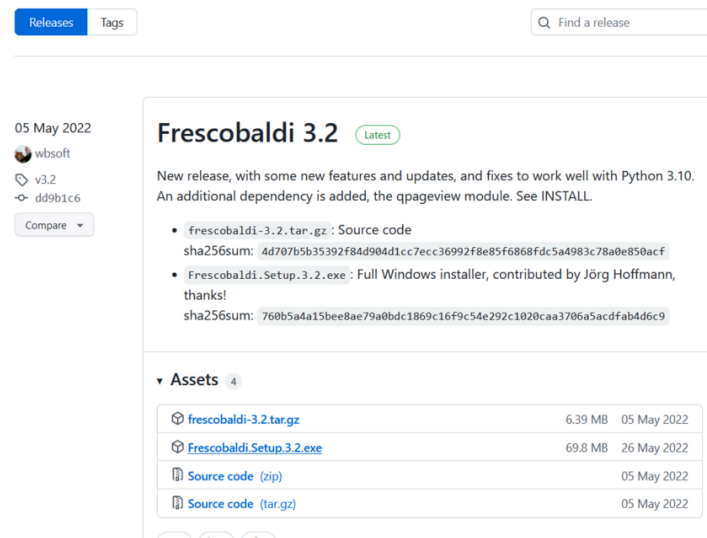 Releases Tags Find a release
05 May 2022
wbsoft
v3.2
dd9b1c6
Compare
Frescobaldi 3.2 Latest
New release, with some new features and updates, and fixes to work well with Python 3.10.
An additional dependency is added, the qpageview module. See INSTALL.
• frescobaldi-3.2.tar.gz : Source code
sha256sum: 4d707b5b35392f84d904d1cc7ecc36992f8e85f6868fdc5a4983c78a0e850acf
• Frescobaldi.Setup.3.2.exe : Full Windows installer, contributed by Jörg Hoffmann,
thanks!
sha256sum: 760b5a4a15bee8ae79a0bdc1869c16f9c54e292c1020caa3706a5acdfab4d6c9
Assets 4
frescobaldi-3.2.tar.gz 6.39 MB 05 May 2022
Frescobaldi.Setup.3.2.exe 69.8 MB 26 May 2022
Source code (zip) 05 May 2022
Source code (tar.gz) 05 May 2022